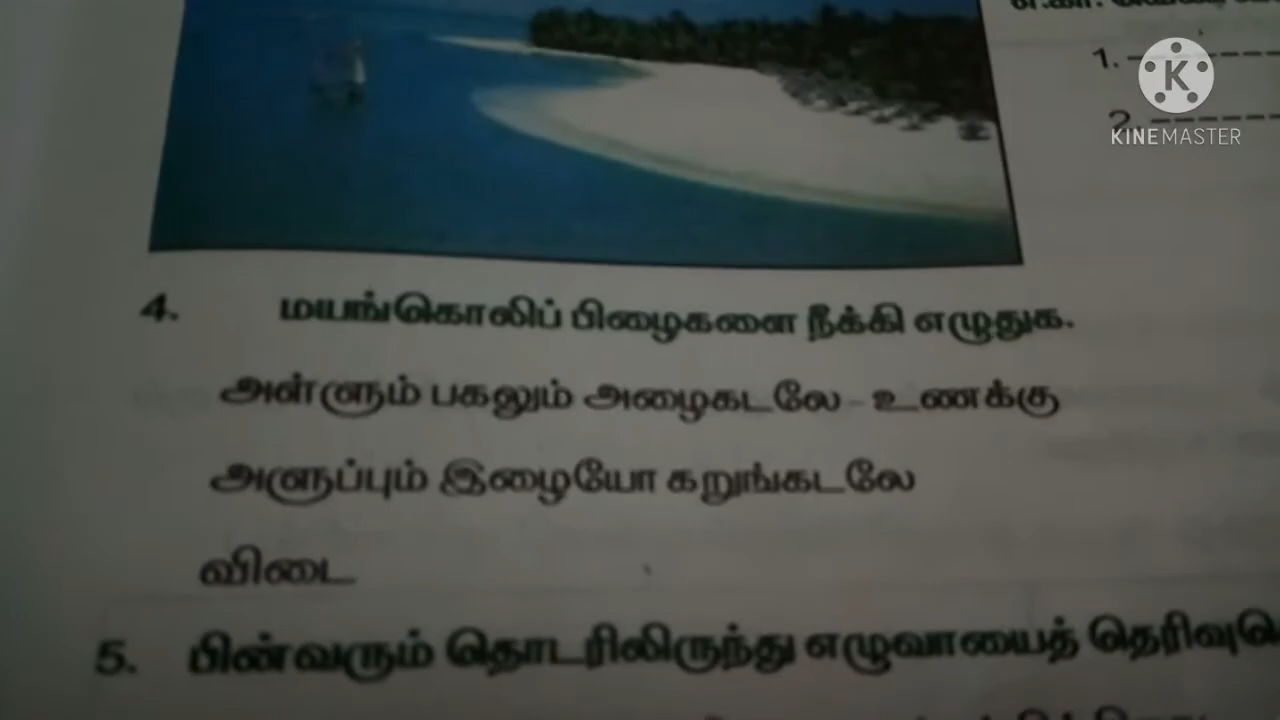 1.
2.
KINEMASTER
4. மயங்கொலிப் பிழைகளை நீக்கி எழுதுக.
அள்ளும் பகலும் அழைகடலே - உணக்கு
அளுப்பும் இழையோ கறுங்கடலே
விடை
5. பின்வரும் தொடரிலிருந்து எழுவாயைத்